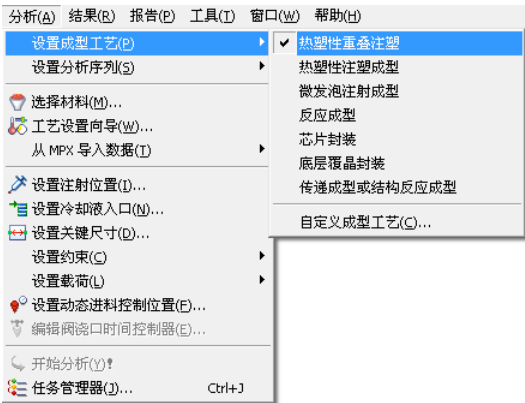 分析(A) 结果(R) 报告(P) 工具(T) 窗口(W) 帮助(H)
设置成型工艺(P)
设置分析序列(S)
选择材料(M)...
工艺设置向导(W)...
从 MPX 导入数据(I)
设置注射位置(I)...
设置冷却液入口(N)...
设置关键尺寸(D)...
设置约束(C)
设置载荷(L)
设置动态进料控制位置(F)...
编辑阀浇口时间控制器(E)...
开始分析(Y)!
任务管理器(J)... Ctrl+J
热塑性重叠注塑
热塑性注塑成型
微发泡注射成型
反应成型
芯片封装
底层覆晶封装
传递成型或结构反应成型
自定义成型工艺(C)...